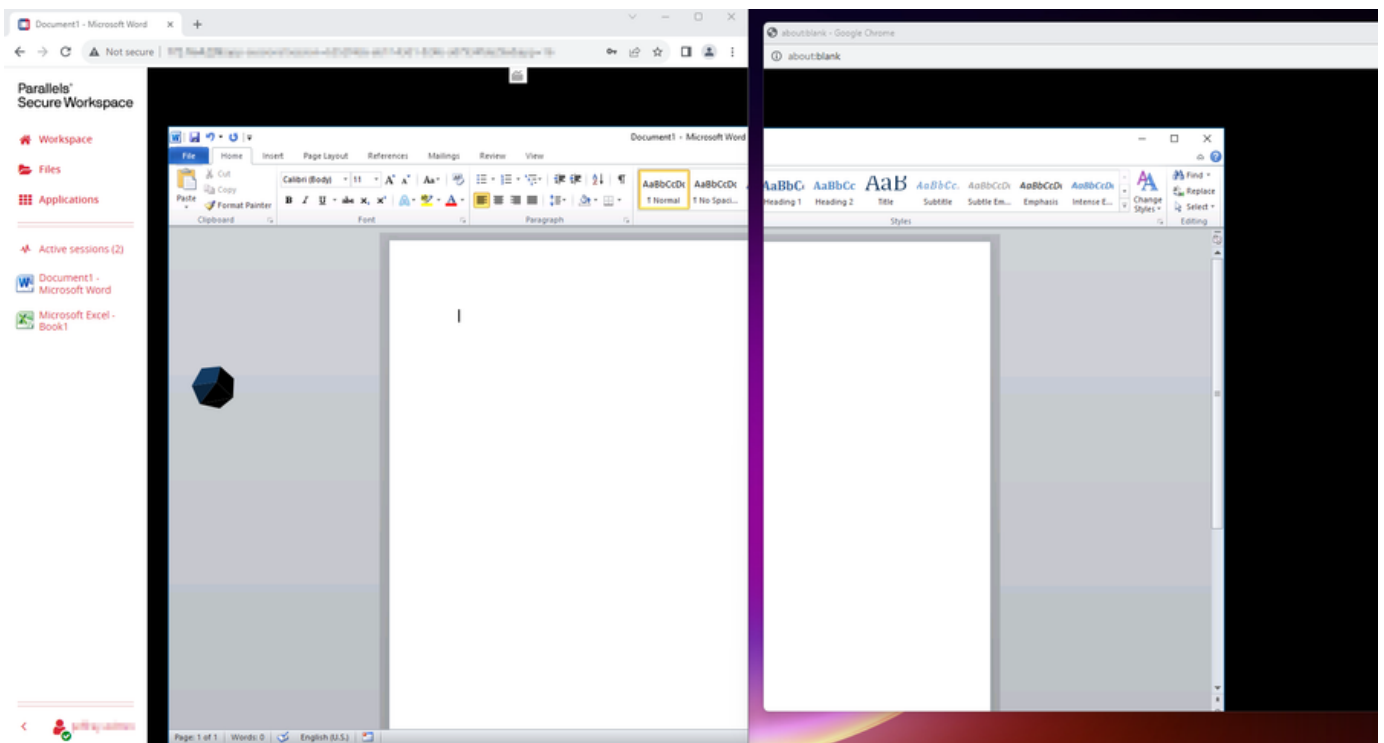 Document1 - Microsoft Word
Not secure
about:blank - Google Chrome
about:blank
Parallels®
Secure Workspace
Workspace
Files
Applications
Active sessions (2)
Document1 -
Microsoft Word
Microsoft Excel -
Book1
Document1 - Microsoft Word
File Home Insert Page Layout References Mailings Review View
Paste
Cut
Copy
Format Painter
Clipboard
Calibri (Body) 11
Font
Paragraph
AaBbCcDc AaBbCcDc AaBbC AaBbCc AaB AaBbCc. AaBbCcDi AaBbCcDi AaBbCcDi
¶ Normal ¶ No Spaci... Heading 1 Heading 2 Title Subtitle Subtle Em... Emphasis Intense E...
Styles
Change
Styles
Find
Replace
Select
Editing
Page: 1 of 1 Words: 0 English (U.S.)